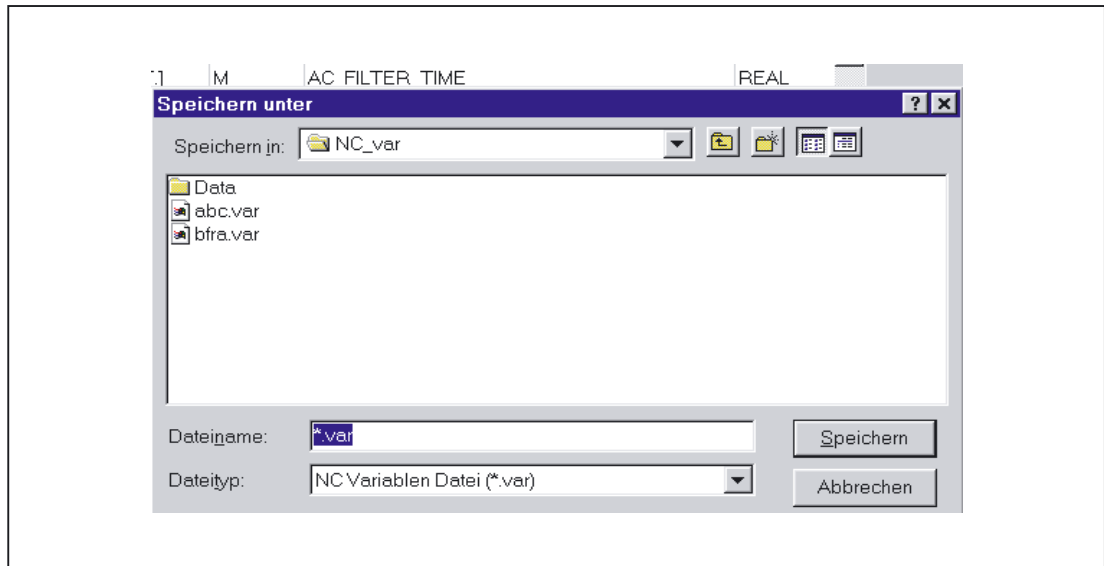 M AC FILTER TIME REAL
Speichern unter
Speichern in: NC_var
Data
abc.var
bfra.var
Dateiname: *.var
Speichern
Dateityp: NC Variablen Datei (*.var)
Abbrechen